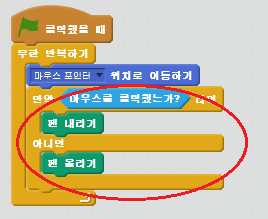 클릭했을 때
무한 반복하기
마우스 포인터 위치로 이동하기
만약 마우스를 클릭했는가? 라면
펜 내리기
아니면
펜 올리기